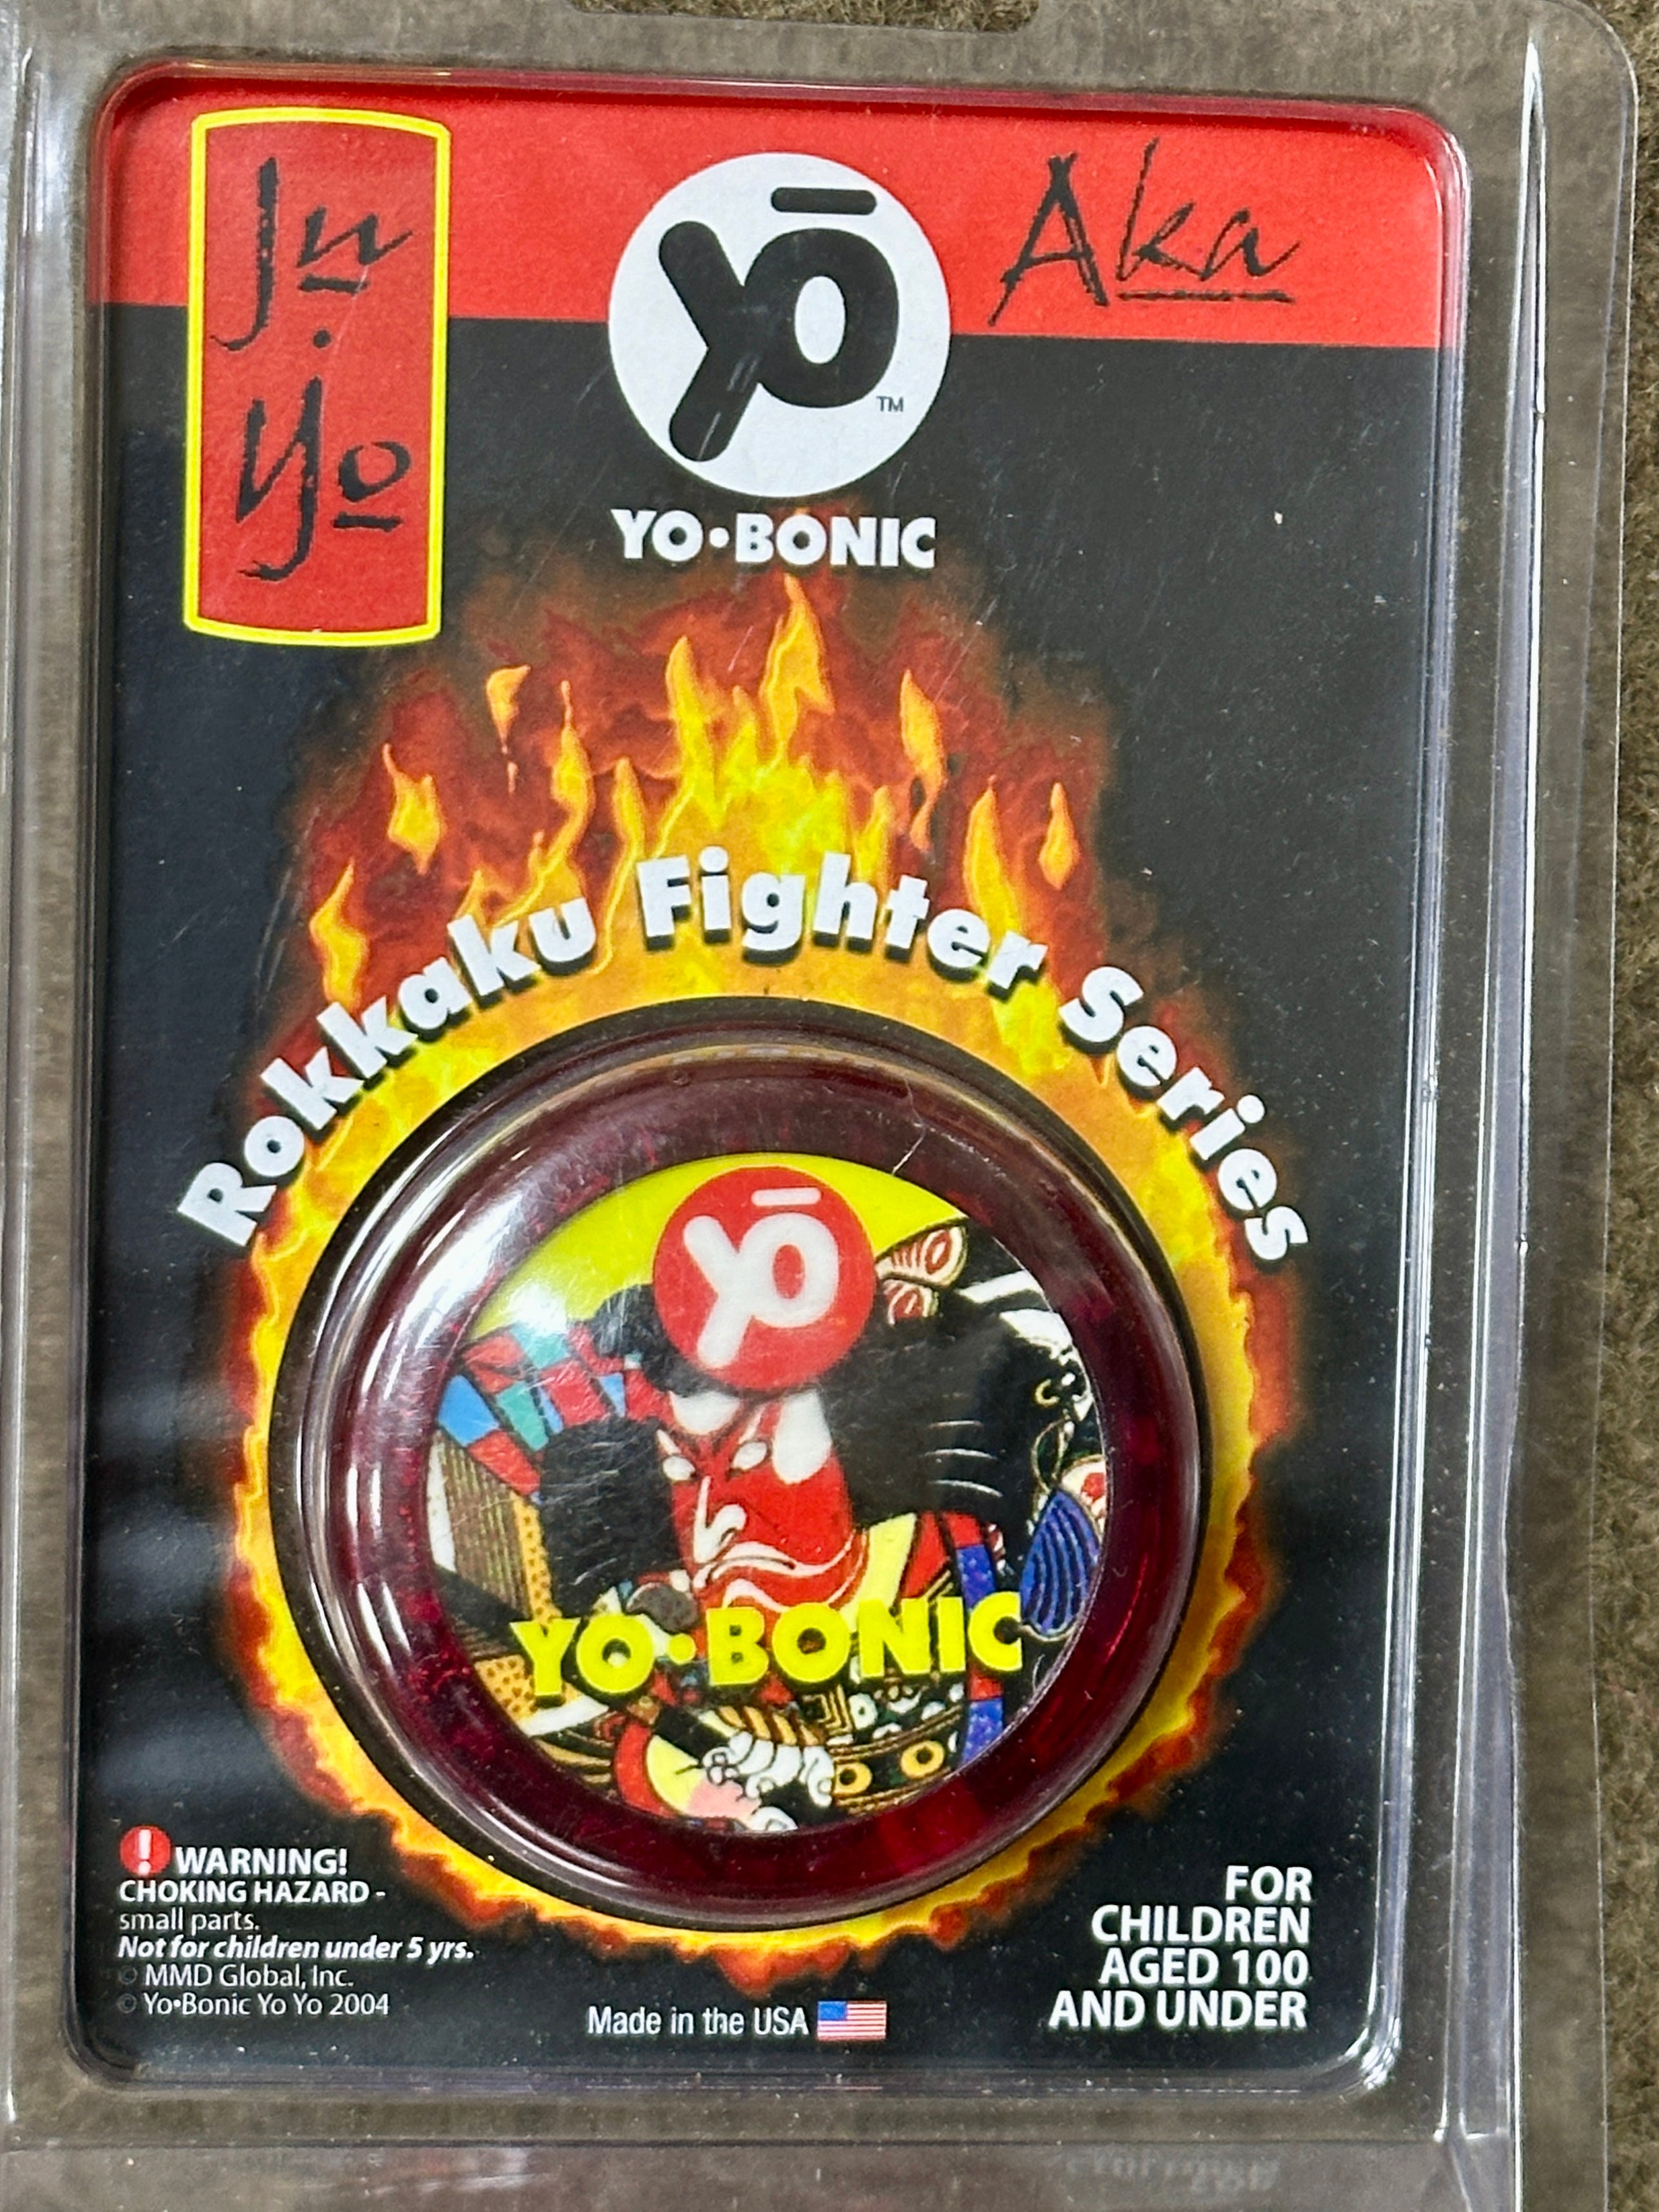 Ju
·
Yo
YO
TM
YO•BONIC
Aka
Rokkaku Fighter Series
YO
YO•BONIC
! WARNING!
CHOKING HAZARD -
small parts.
Not for children under 5 yrs.
© MMD Global, Inc.
© Yo•Bonic Yo Yo 2004
Made in the USA
FOR
CHILDREN
AGED 100
AND UNDER